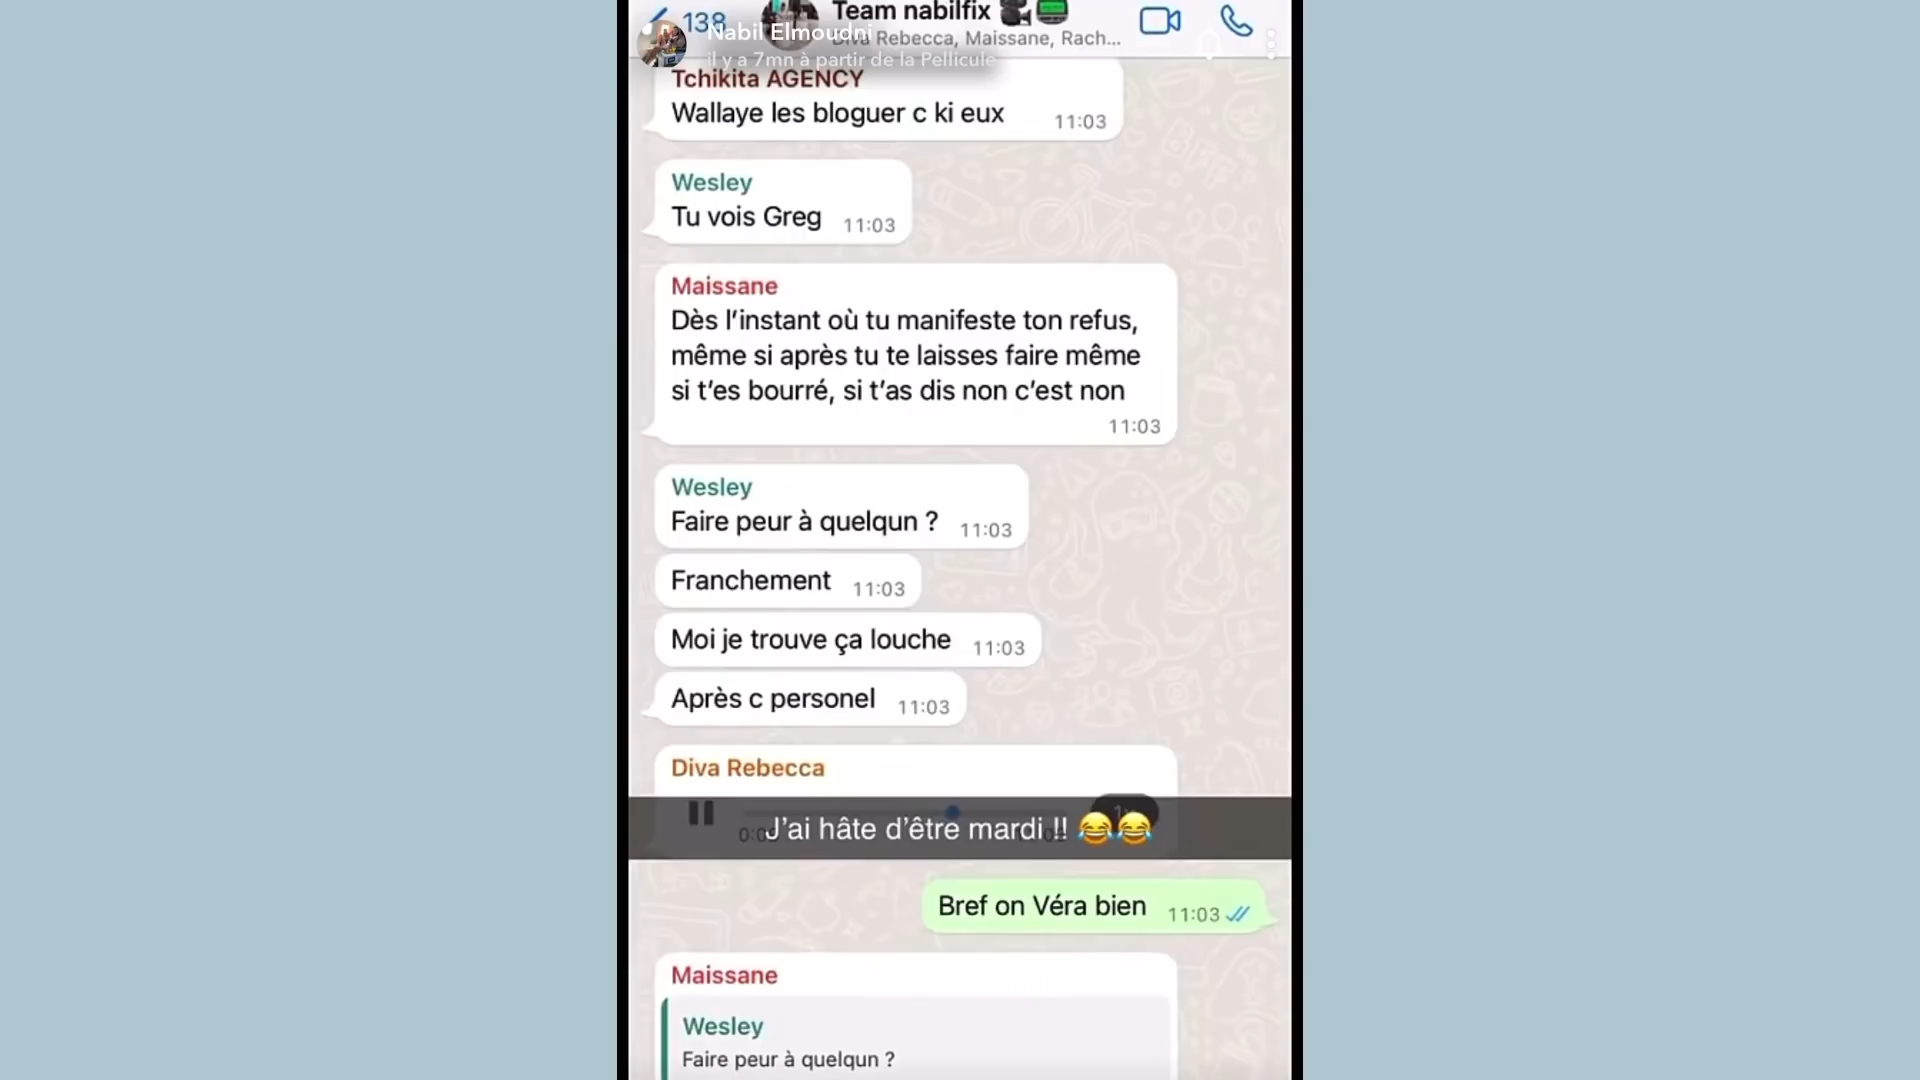 138
Team nabilfix
Nabil Elmoudni
Diva Rebecca, Maissane, Rach...
il y a 7mn à partir de la Pellicule
Tchikita AGENCY
Wallaye les bloguer c ki eux 11:03
Wesley
Tu vois Greg 11:03
Maissane
Dès l’instant où tu manifeste ton refus,
même si après tu te laisses faire même
si t’es bourré, si t’as dis non c’est non
11:03
Wesley
Faire peur à quelqun ? 11:03
Franchement 11:03
Moi je trouve ça louche 11:03
Après c personel 11:03
Diva Rebecca
J’ai hâte d’être mardi !! 😂😂
Bref on Véra bien 11:03
Maissane
Wesley
Faire peur à quelqun ?